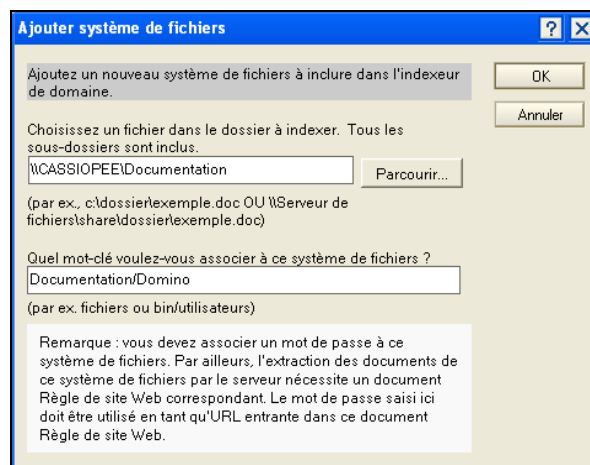 Ajouter système de fichiers
Ajoutez un nouveau système de fichiers à inclure dans l'indexeur
de domaine.
OK
Annuler
Choisissez un fichier dans le dossier à indexer. Tous les
sous-dossiers sont inclus.
\\CASSIOPEE\Documentation
Parcourir...
(par ex., c:\dossier\exemple.doc OU \\Serveur de
fichiers\share\dossier\exemple.doc)
Quel mot-clé voulez-vous associer à ce système de fichiers ?
Documentation/Domino
(par ex. fichiers ou bin/utilisateurs)
Remarque : vous devez associer un mot de passe à ce
système de fichiers. Par ailleurs, l'extraction des documents de
ce système de fichiers par le serveur nécessite un document
Règle de site Web correspondant. Le mot de passe saisi ici
doit être utilisé en tant qu'URL entrante dans ce document
Règle de site Web.